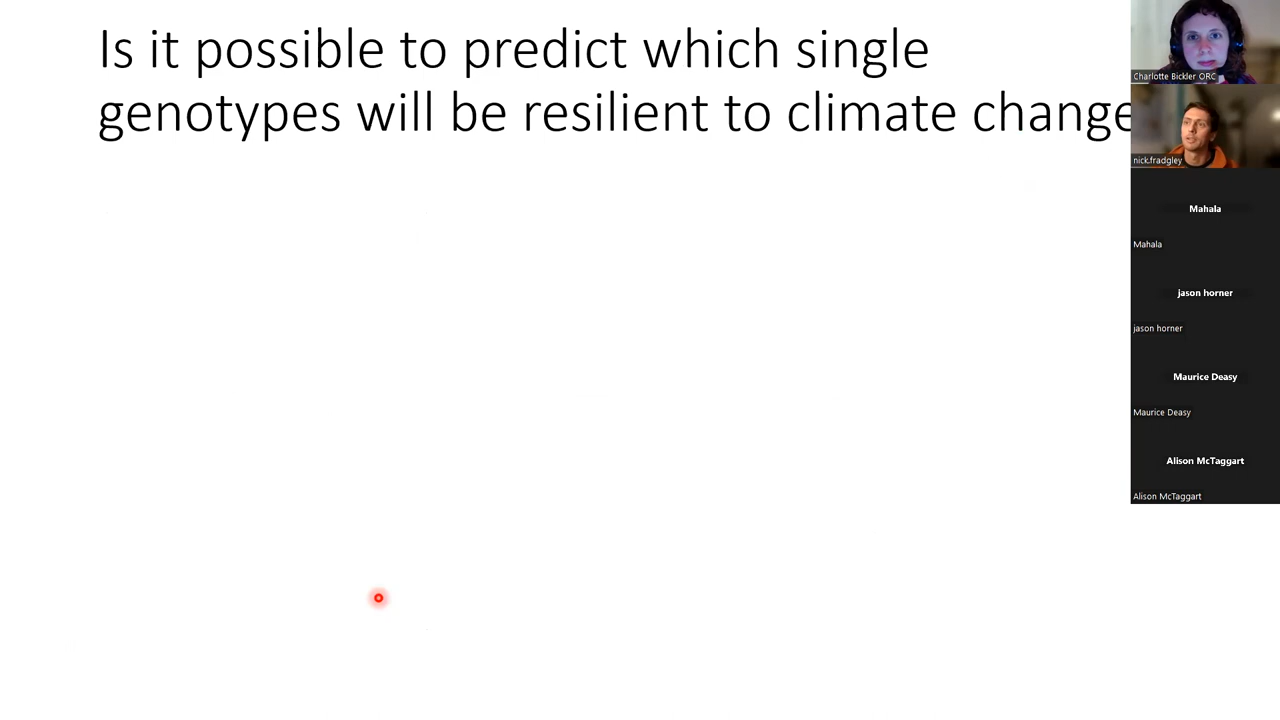 Is it possible to predict which single
genotypes will be resilient to climate change
Charlotte Bickler ORC
nick.fradgley
Mahala
Mahala
jason horner
jason horner
Maurice Deasy
Maurice Deasy
Alison McTaggart
Alison McTaggart